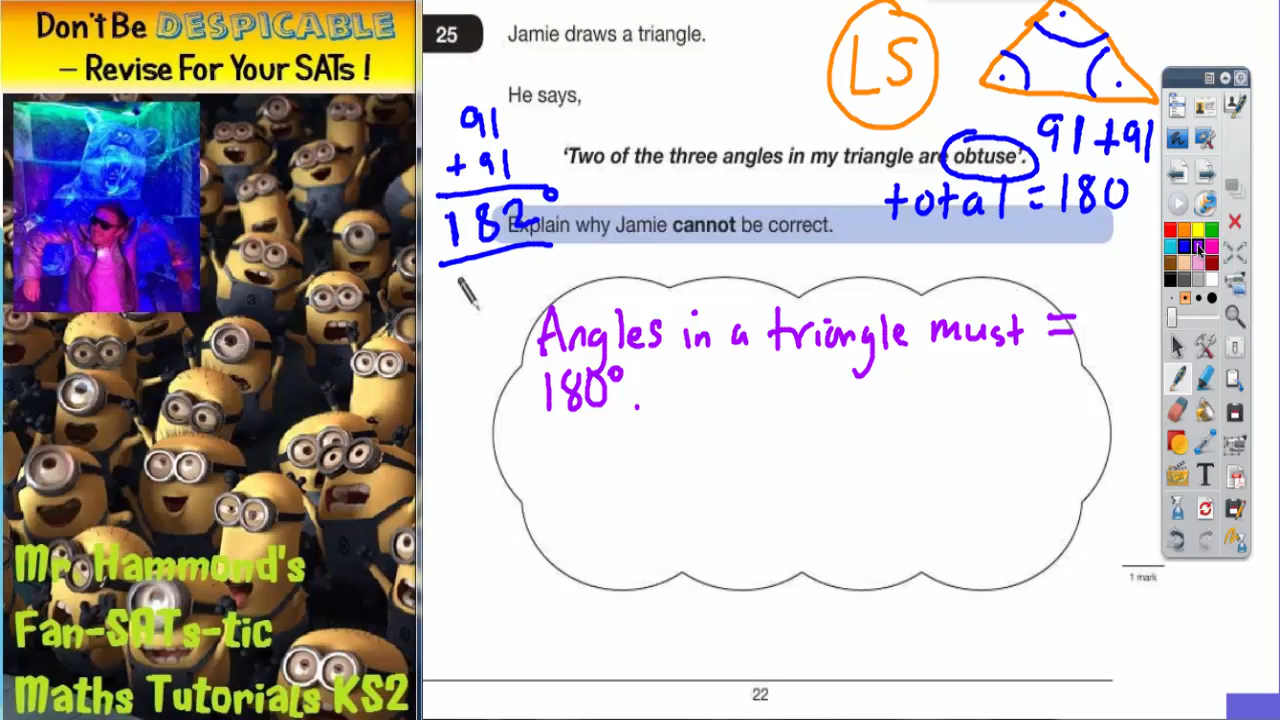 Don't Be DESPICABLE
– Revise For Your SATs !
Mr. Hammond's
Fan-SATs-tic
Maths Tutorials KS2
25
Jamie draws a triangle.
LS
He says,
91
+ 91
182°
'Two of the three angles in my triangle are obtuse'.
91+91
total = 180
Explain why Jamie cannot be correct.
Angles in a triangle must =
180°.
1 mark
22